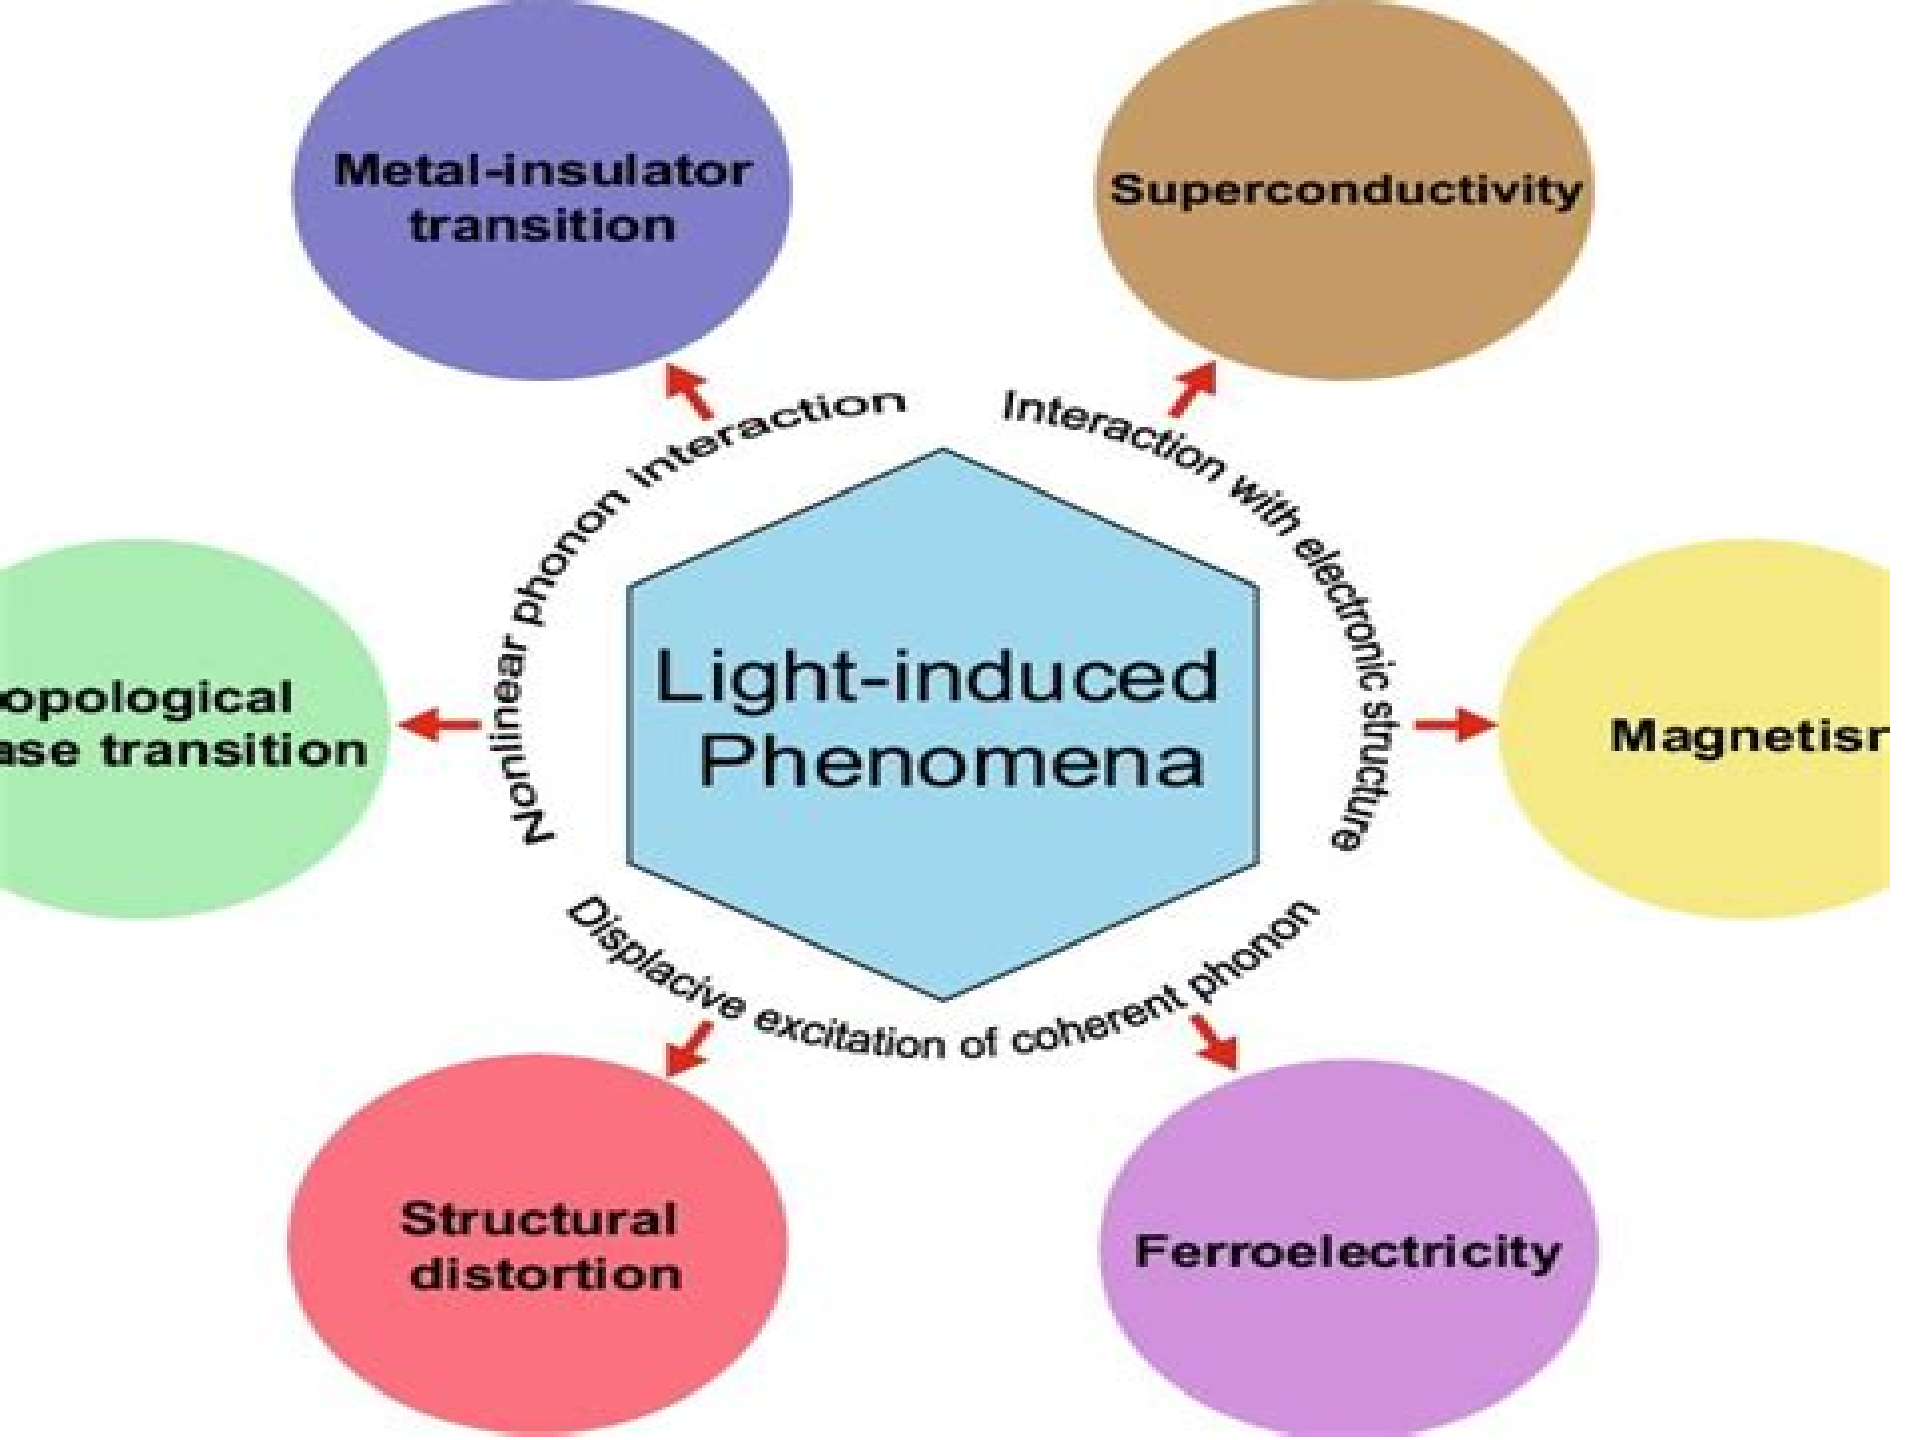 Metal-insulator
transition
Superconductivity
Nonlinear phonon interaction
Interaction with electronic structure
Light-induced
Phenomena
opological
ase transition
Magnetis
Displacive excitation of coherent phonon
Structural
distortion
Ferroelectricity